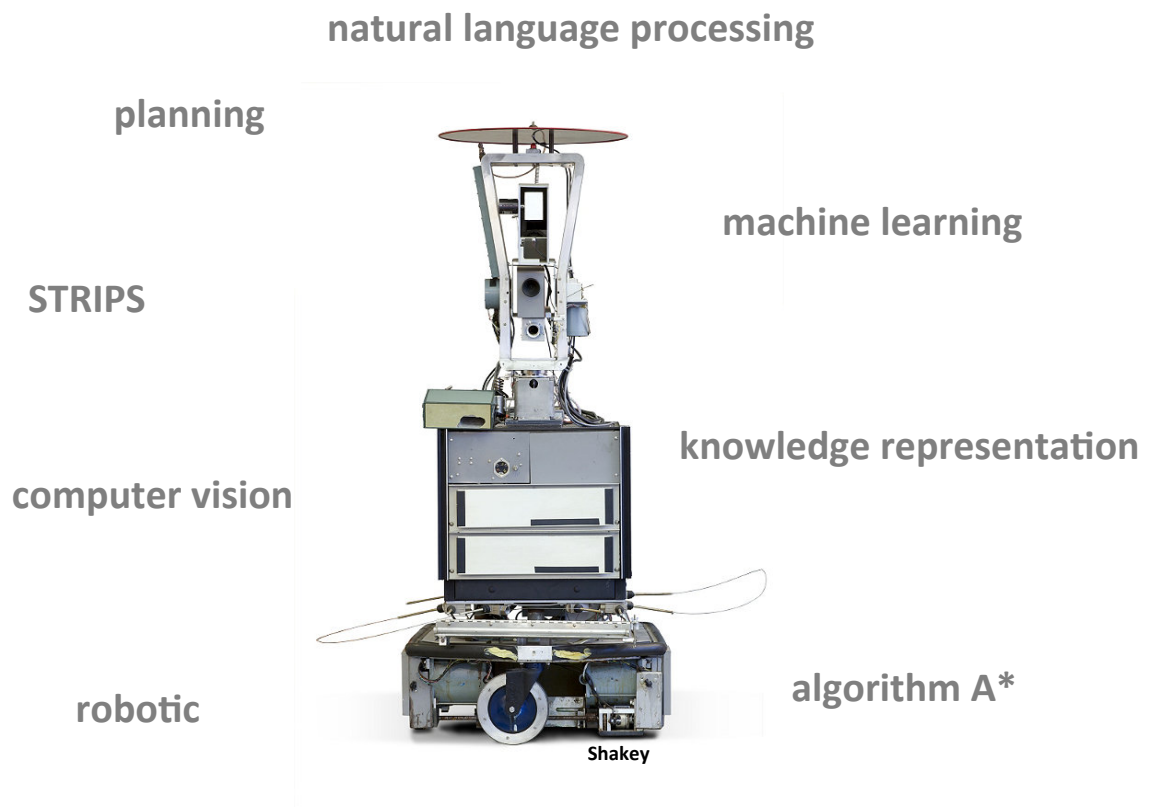 natural language processing
planning
machine learning
STRIPS
knowledge representation
computer vision
algorithm A*
robotic
Shakey